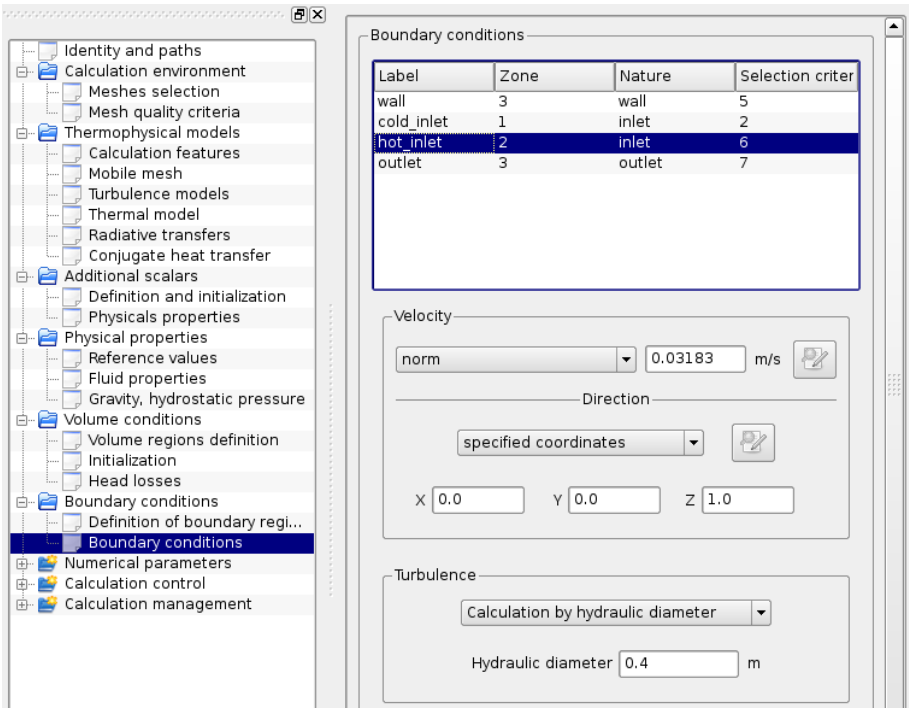 Identity and paths
Calculation environment
Meshes selection
Mesh quality criteria
Thermophysical models
Calculation features
Mobile mesh
Turbulence models
Thermal model
Radiative transfers
Conjugate heat transfer
Additional scalars
Definition and initialization
Physicals properties
Physical properties
Reference values
Fluid properties
Gravity, hydrostatic pressure
Volume conditions
Volume regions definition
Initialization
Head losses
Boundary conditions
Definition of boundary regi...
Boundary conditions
Numerical parameters
Calculation control
Calculation management
Boundary conditions
Label Zone Nature Selection criter
wall 3 wall 5
cold_inlet 1 inlet 2
hot_inlet 2 inlet 6
outlet 3 outlet 7
Velocity
norm 0.03183 m/s
Direction
specified coordinates
X 0.0 Y 0.0 Z 1.0
Turbulence
Calculation by hydraulic diameter
Hydraulic diameter 0.4 m